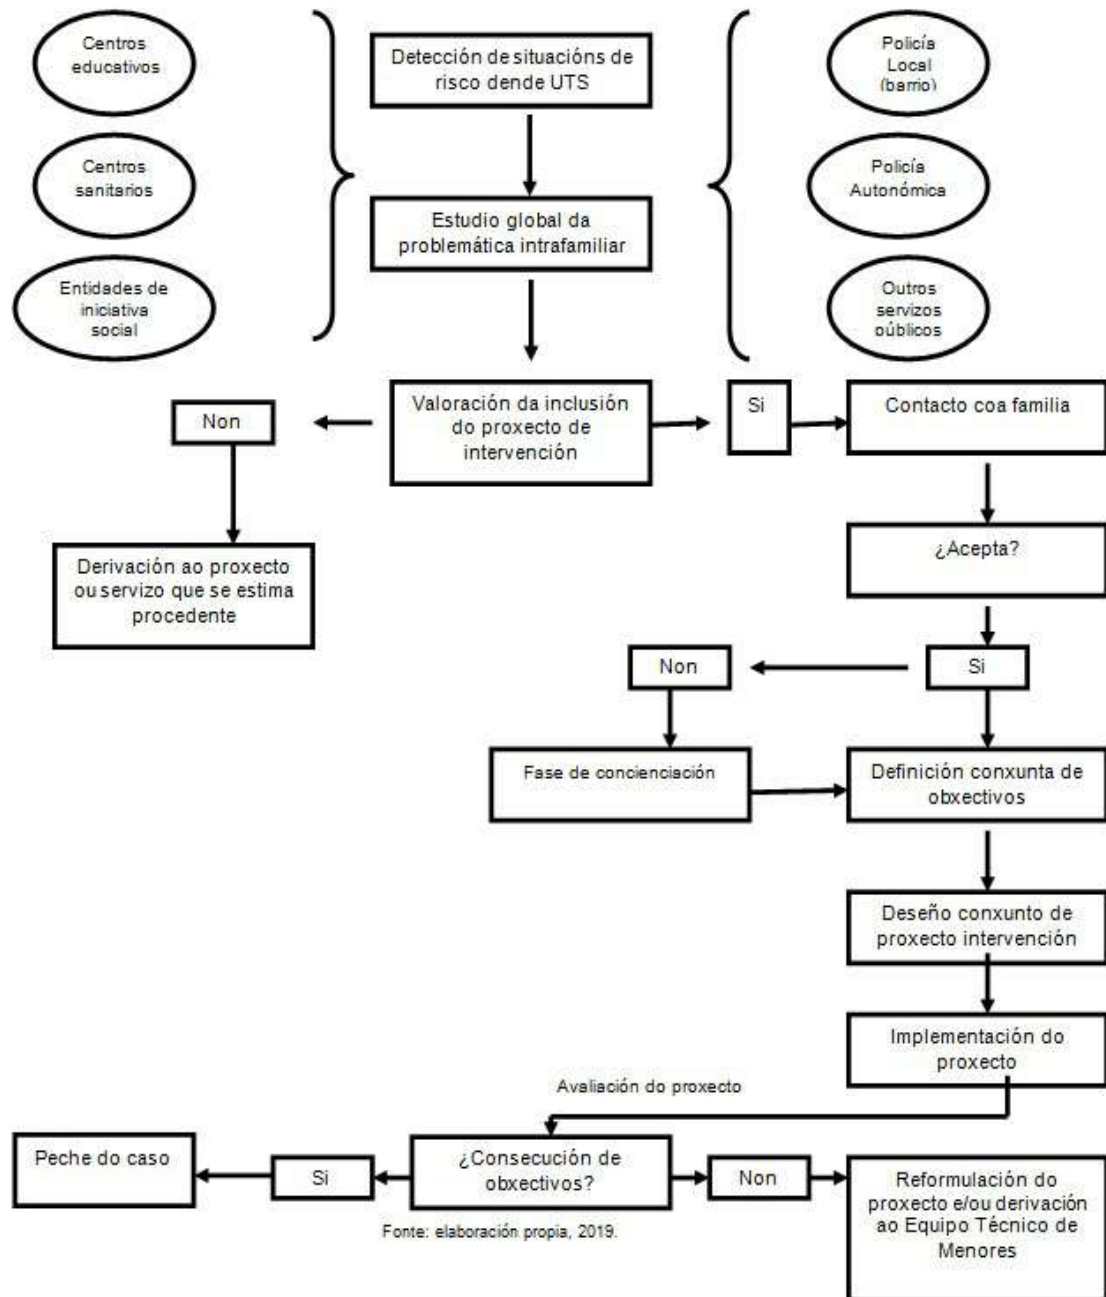 Centros
educativos
Detección de situacións de
risco dende UTS
Policía
Local
(barrio)
Centros
sanitarios
Policía
Autonómica
Estudio global da
problemática intrafamiliar
Entidades de
iniciativa
social
Outros
servizos
oúblicos
Non
Valoración da inclusión
do proxecto de
intervención
Si
Contacto coa familia
¿Acepta?
Derivación ao proxecto
ou servizo que se estima
procedente
Non
Si
Fase de concienciación
Definición conxunta de
obxectivos
Deseño conxunto de
proxecto intervención
Implementación do
proxecto
Avaliación do proxecto
Peche do caso
Si
¿Consecución de
obxectivos?
Non
Reformulación do
proxecto e/ou derivación
ao Equipo Técnico de
Menores
Fonte: elaboración propia, 2019.